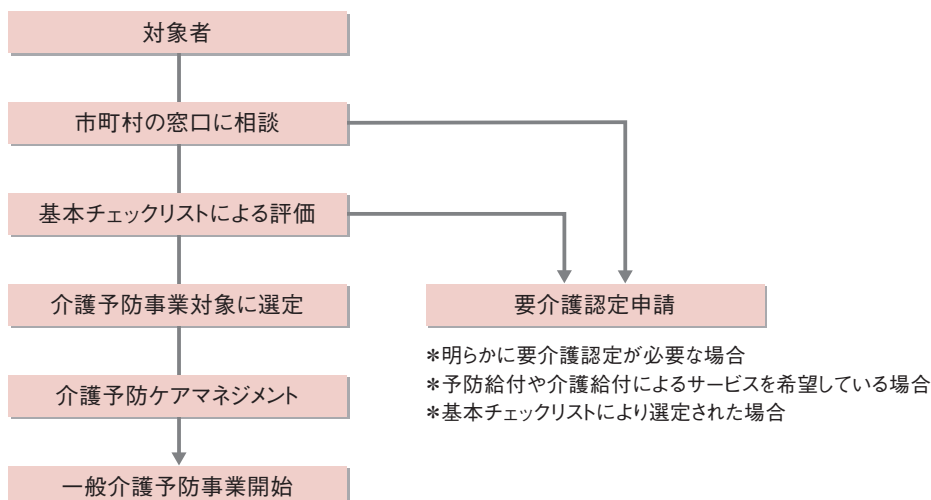 対象者
市町村の窓口に相談
基本チェックリストによる評価
介護予防事業対象に選定
要介護認定申請
＊明らかに要介護認定が必要な場合
＊予防給付や介護給付によるサービスを希望している場合
＊基本チェックリストにより選定された場合
介護予防ケアマネジメント
一般介護予防事業開始